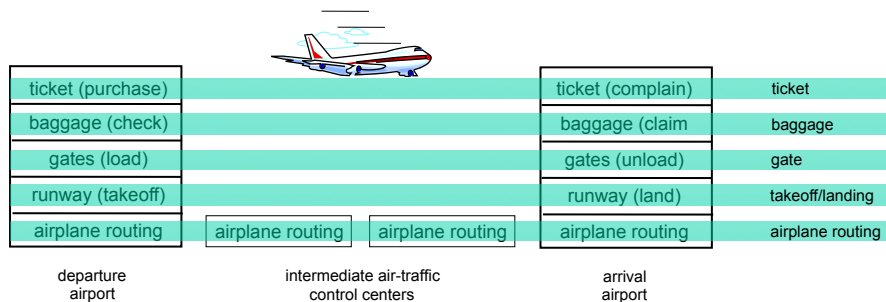 ticket (purchase) ticket (complain) ticket
baggage (check) baggage (claim baggage
gates (load) gates (unload) gate
runway (takeoff) runway (land) takeoff/landing
airplane routing airplane routing airplane routing airplane routing airplane routing
departure
airport
intermediate air-traffic
control centers
arrival
airport